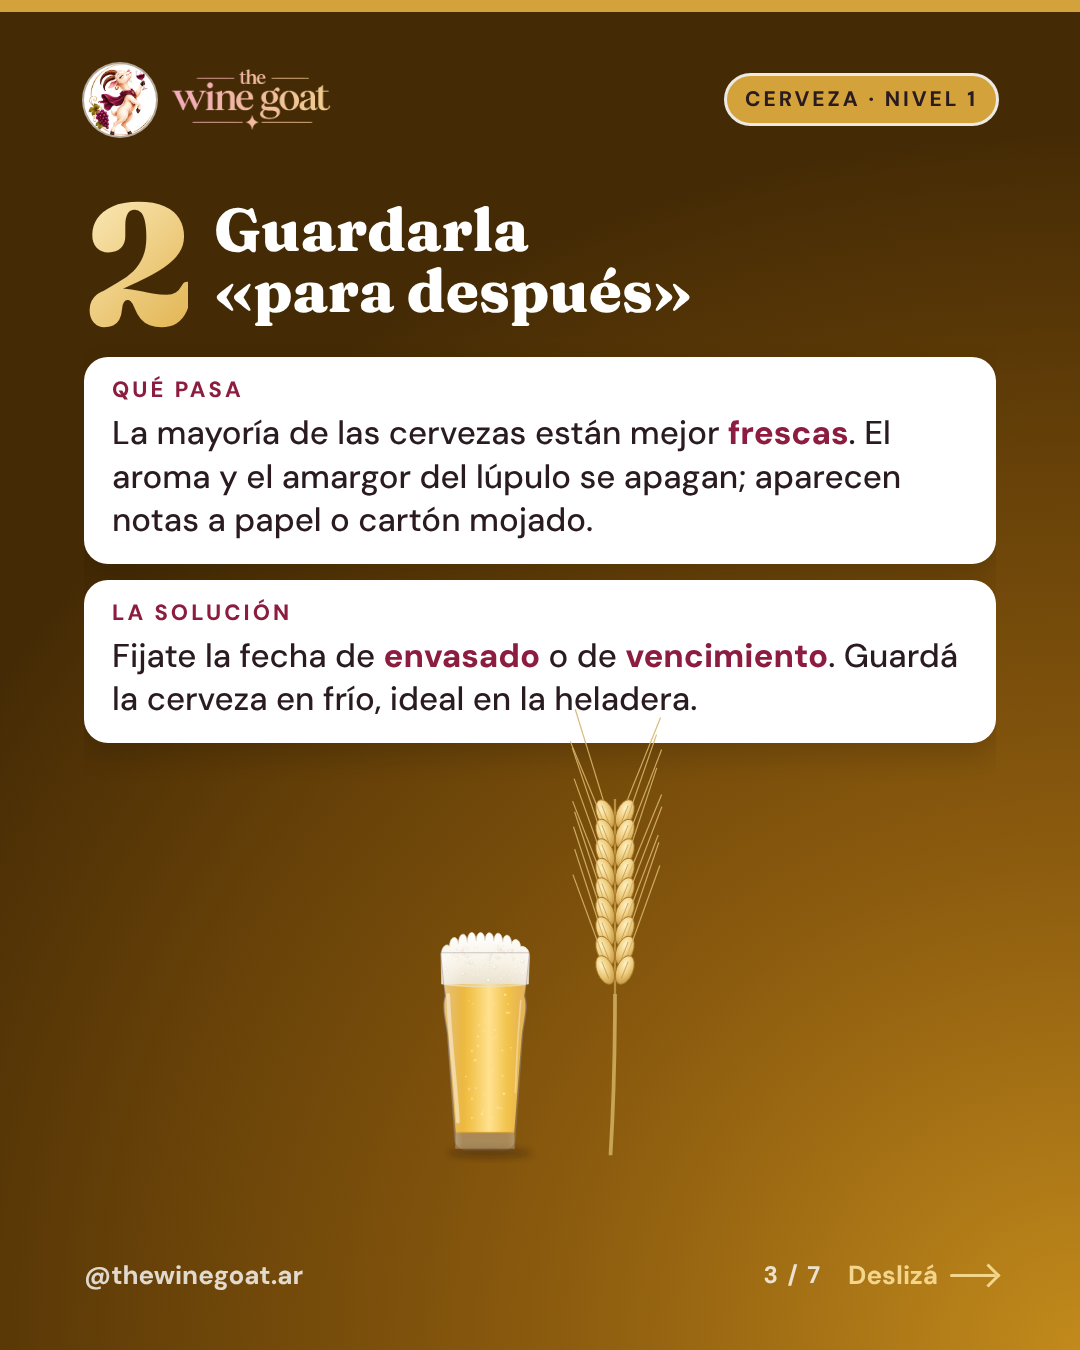 the
wine goat
CERVEZA · NIVEL 1
2
Guardarla
«para después»
QUÉ PASA
La mayoría de las cervezas están mejor frescas. El
aroma y el amargor del lúpulo se apagan; aparecen
notas a papel o cartón mojado.
LA SOLUCIÓN
Fijate la fecha de envasado o de vencimiento. Guardá
la cerveza en frío, ideal en la heladera.
@thewinegoat.ar
3 / 7
Deslizá